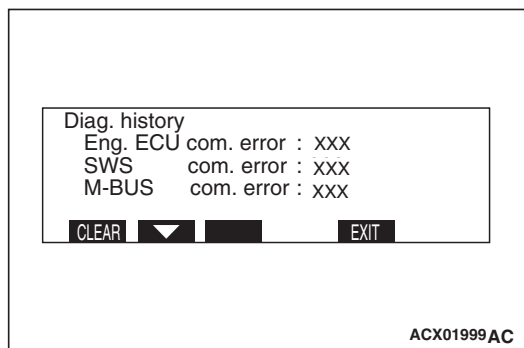 Diag. history
Eng. ECU com. error : XXX
SWS com. error : XXX
M-BUS com. error : XXX
CLEAR EXIT
ACX01999AC